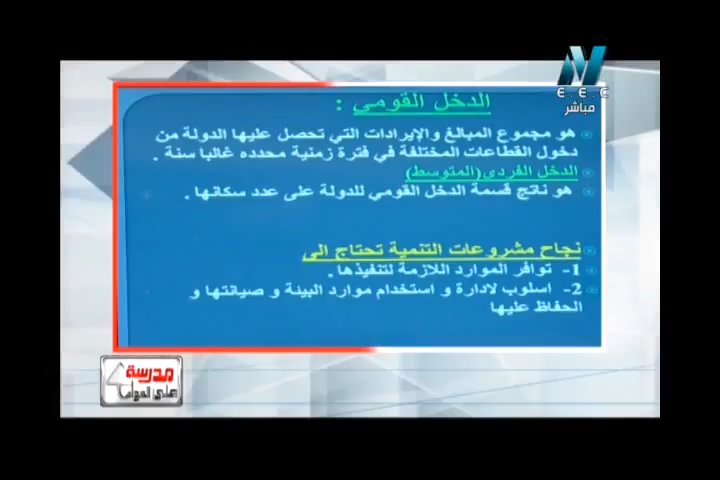 E. E. C
مباشر
الدخل القومي :
هو مجموع المبالغ والإيرادات التي تحصل عليها الدولة من
دخول القطاعات المختلفة في فترة زمنية محدده غالبا سنة .
الدخل الفردي(المتوسط)
هو ناتج قسمة الدخل القومي للدولة على عدد سكانها .
نجاح مشروعات التنمية تحتاج الى
1- توافر الموارد اللازمة لتنفيذها .
2- اسلوب لادارة و استخدام موارد البيئة و صيانتها و
الحفاظ عليها
مدرسة
على الهواء